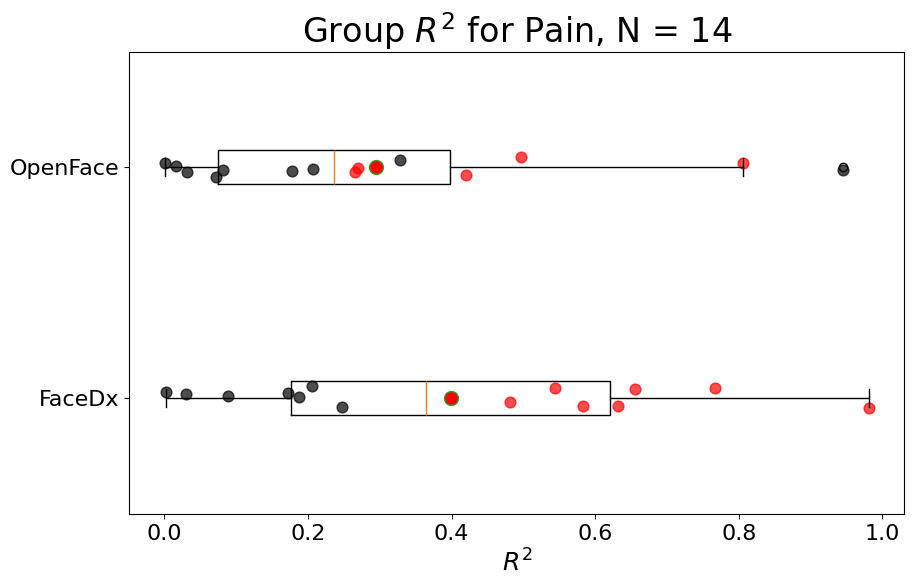 Group R² for Pain, N = 14
OpenFace
FaceDx
0.0 0.2 0.4 0.6 0.8 1.0
R²